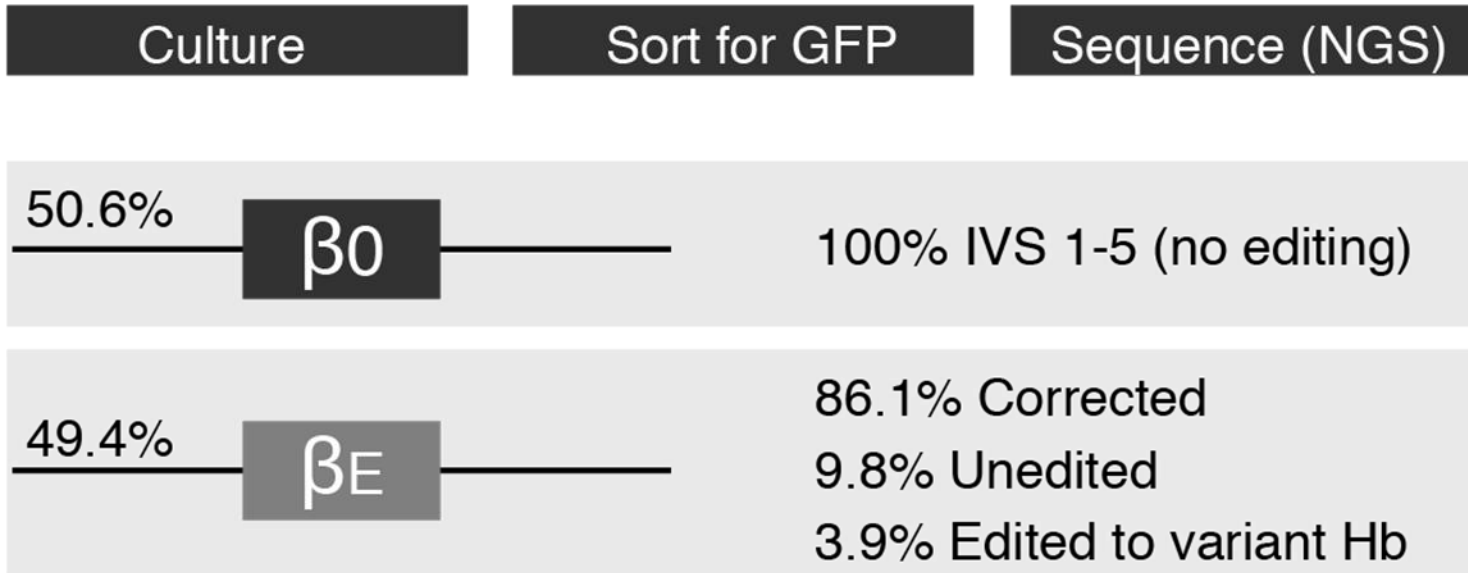 Culture
Sort for GFP
Sequence (NGS)
50.6%
β0
100% IVS 1-5 (no editing)
49.4%
βE
86.1% Corrected
9.8% Unedited
3.9% Edited to variant Hb